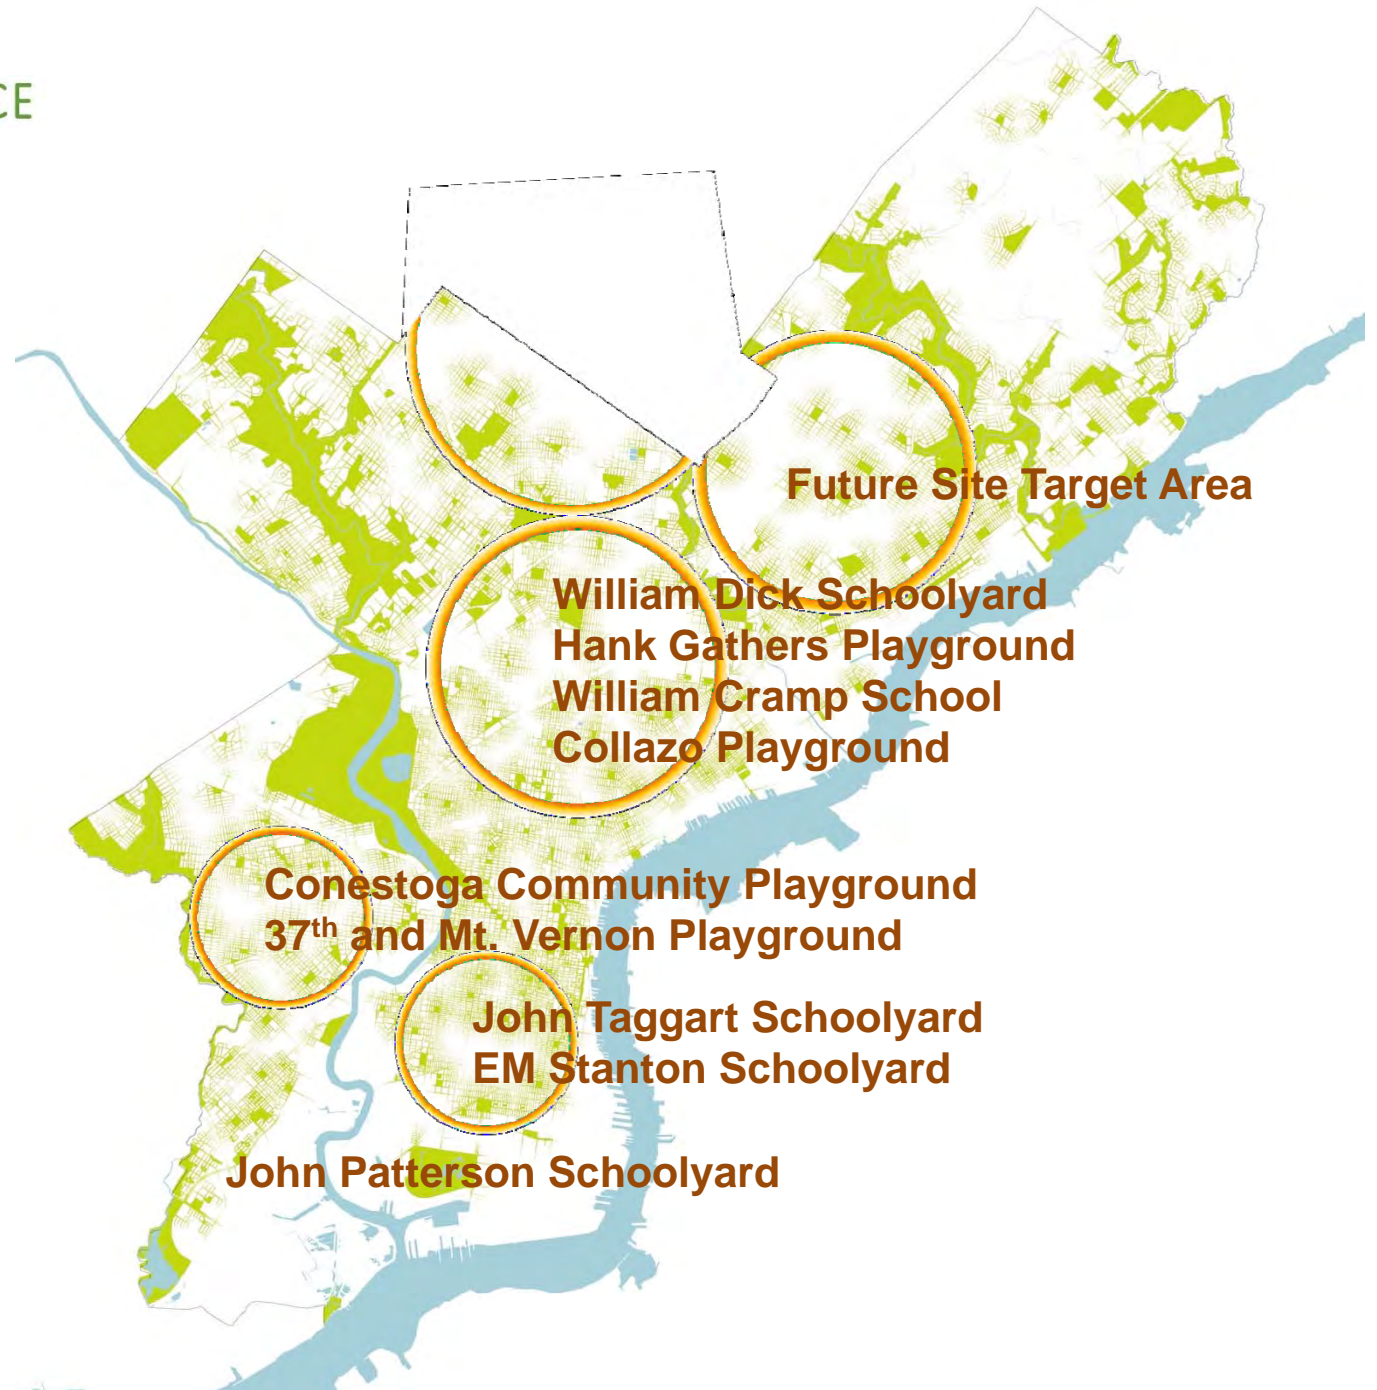 CE
Future Site Target Area
William Dick Schoolyard
Hank Gathers Playground
William Cramp School
Collazo Playground
Conestoga Community Playground
37th and Mt. Vernon Playground
John Taggart Schoolyard
EM Stanton Schoolyard
John Patterson Schoolyard